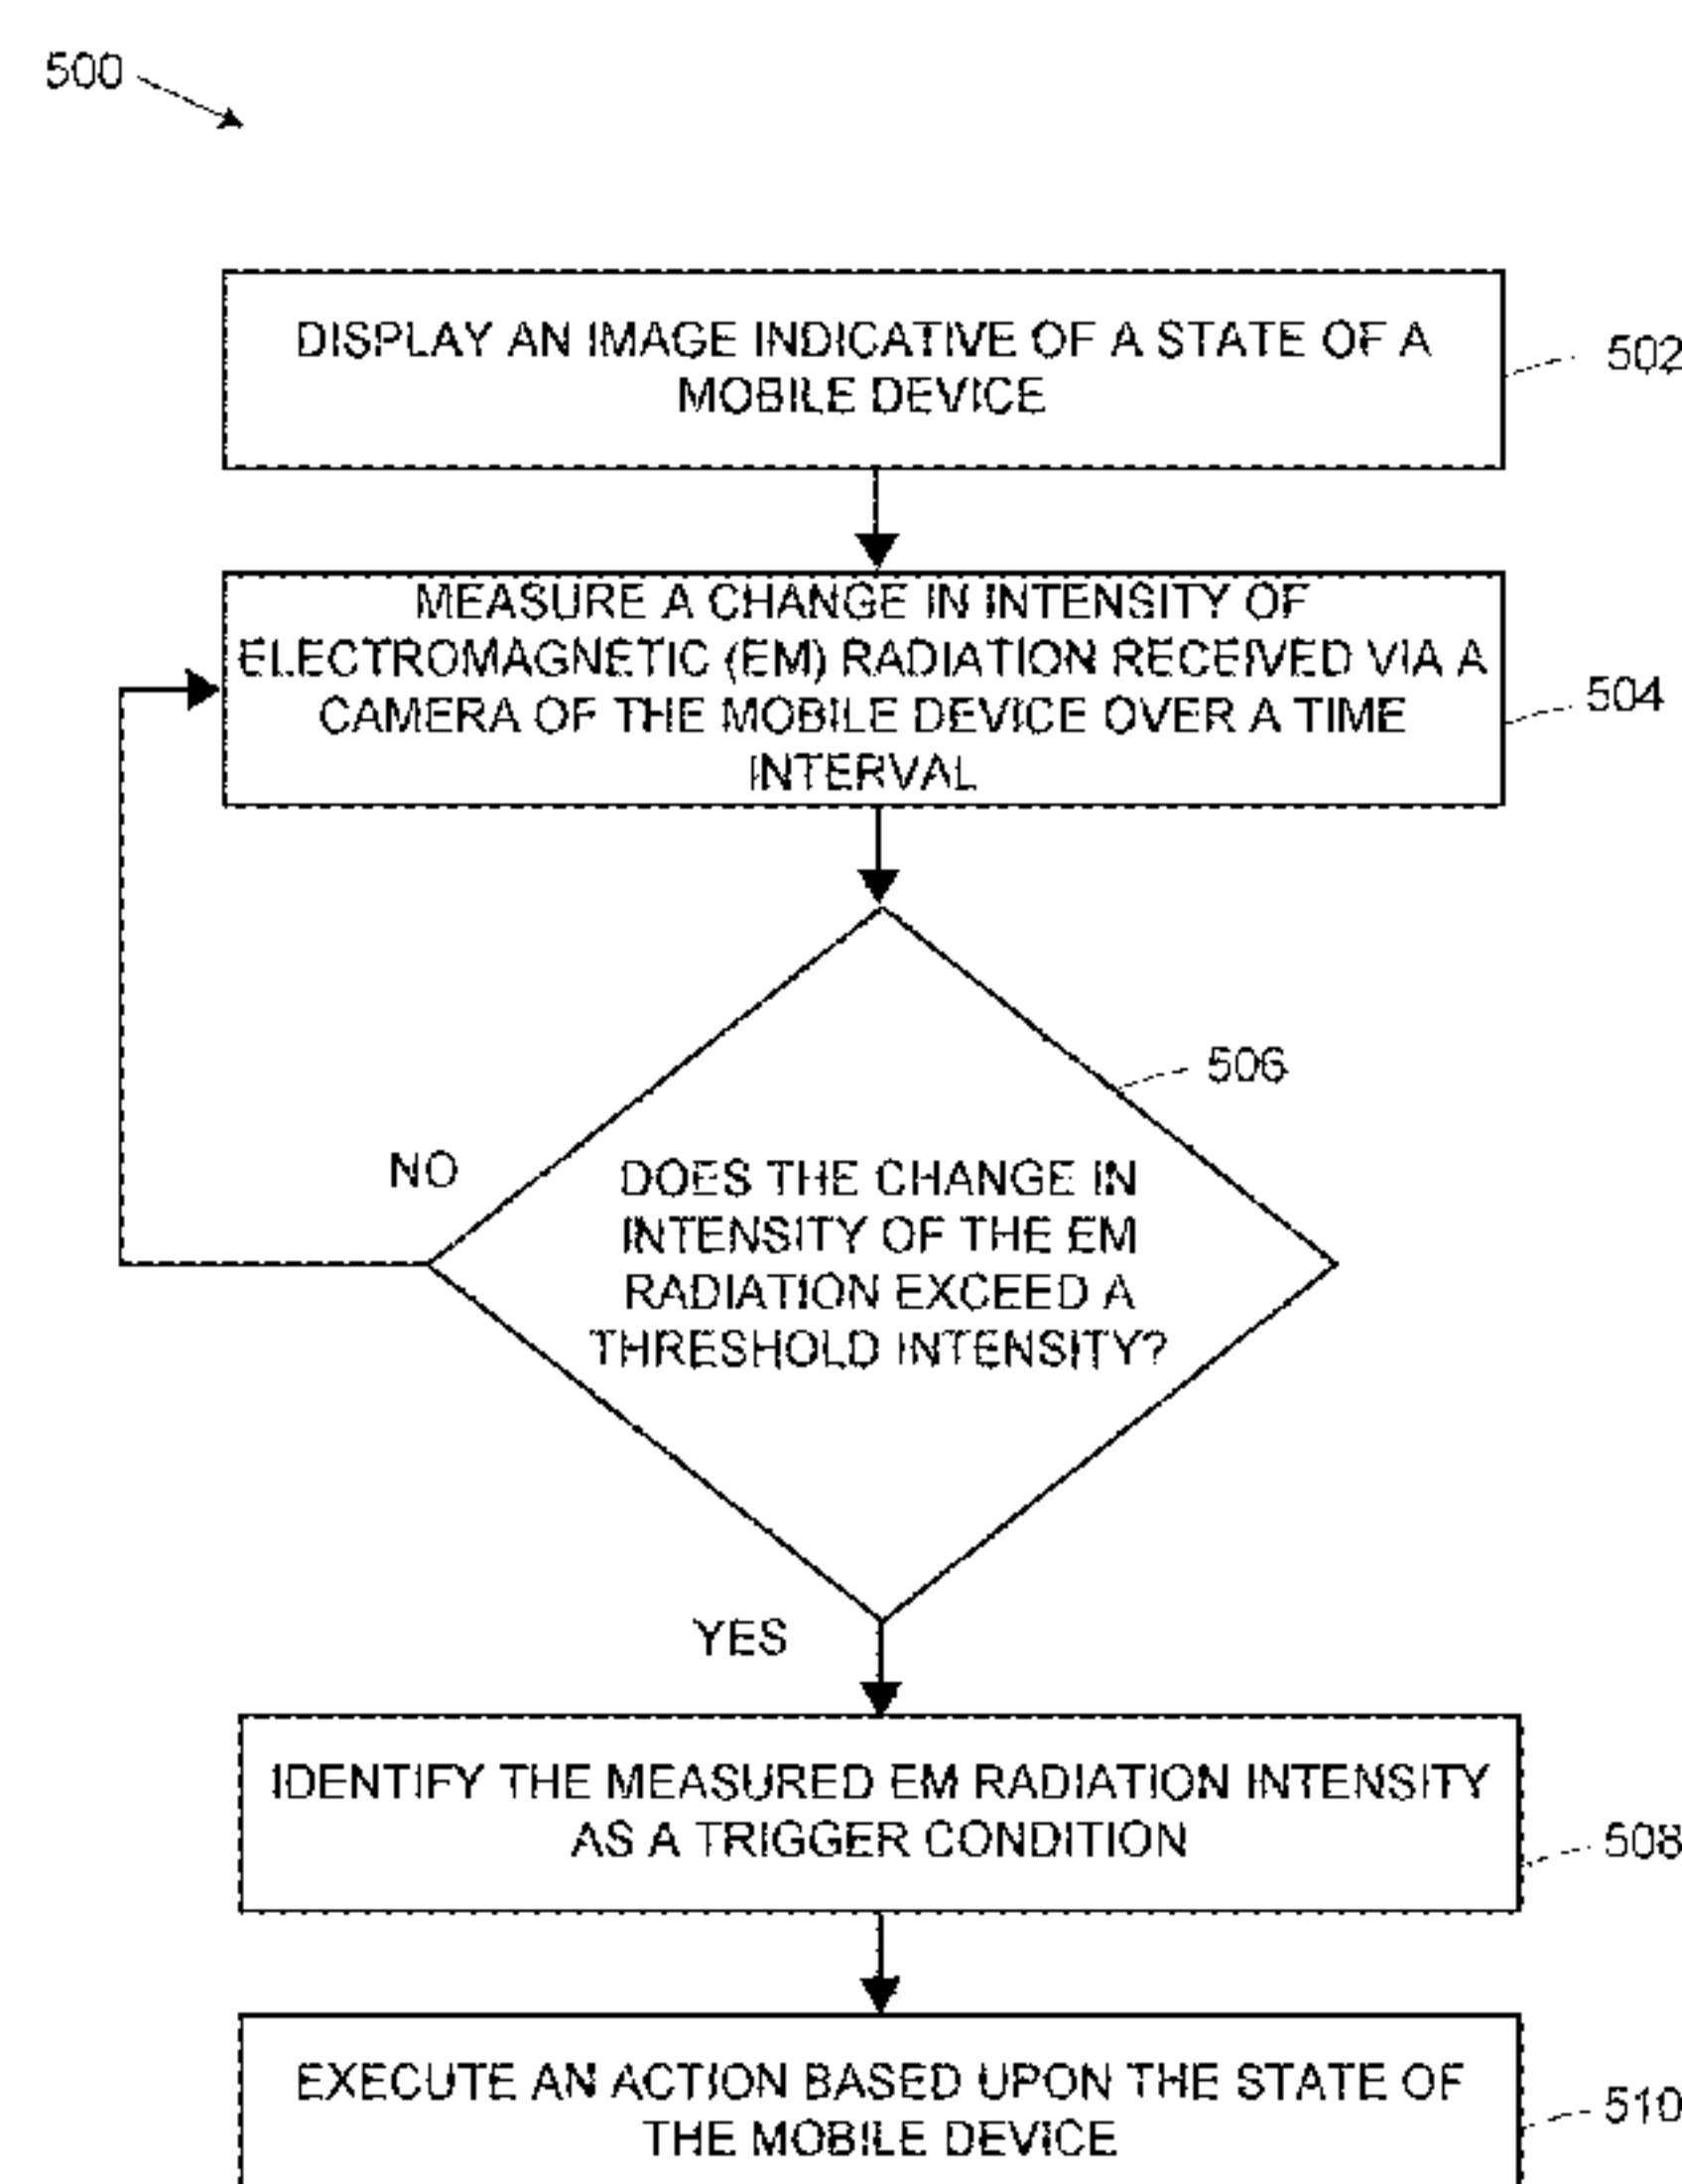 500
DISPLAY AN IMAGE INDICATIVE OF A STATE OF A
MOBILE DEVICE
502
MEASURE A CHANGE IN INTENSITY OF
ELECTROMAGNETIC (EM) RADIATION RECEIVED VIA A
CAMERA OF THE MOBILE DEVICE OVER A TIME
INTERVAL
504
506
NO
DOES THE CHANGE IN
INTENSITY OF THE EM
RADIATION EXCEED A
THRESHOLD INTENSITY?
YES
IDENTIFY THE MEASURED EM RADIATION INTENSITY
AS A TRIGGER CONDITION
508
EXECUTE AN ACTION BASED UPON THE STATE OF
THE MOBILE DEVICE
510